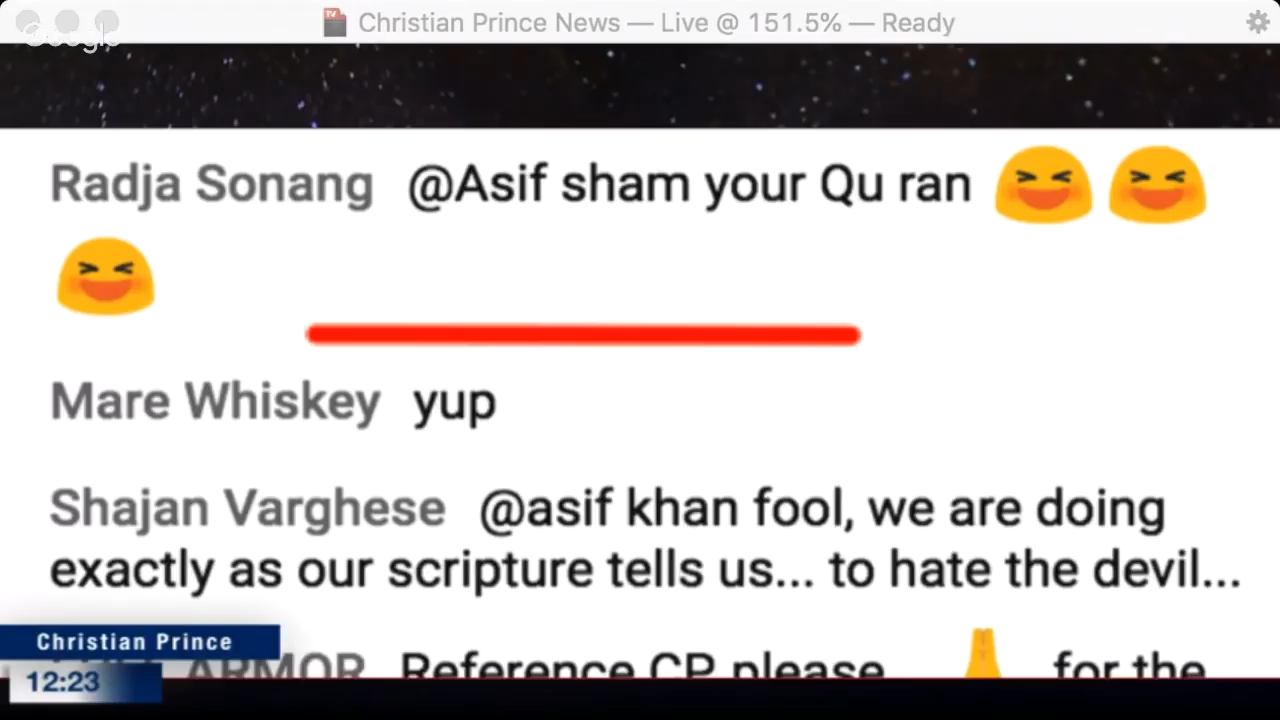 Christian Prince News — Live @ 151.5% — Ready
Google
Radja Sonang @Asif sham your Qu ran
Mare Whiskey yup
Shajan Varghese @asif khan fool, we are doing
exactly as our scripture tells us... to hate the devil...
ARMOR Reference CP please for the
Christian Prince
12:23